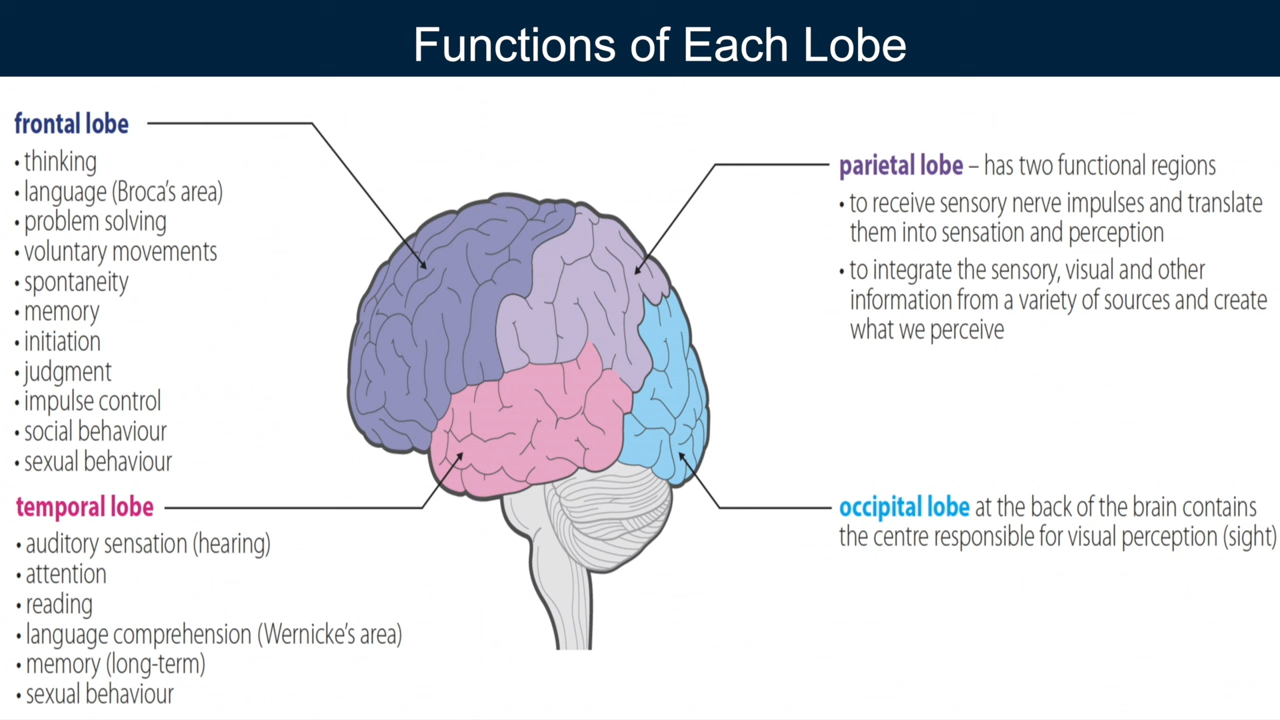 Functions of Each Lobe
frontal lobe
• thinking
• language (Broca's area)
• problem solving
• voluntary movements
• spontaneity
• memory
• initiation
• judgment
• impulse control
• social behaviour
• sexual behaviour
temporal lobe
• auditory sensation (hearing)
• attention
• reading
• language comprehension (Wernicke's area)
• memory (long-term)
• sexual behaviour
parietal lobe – has two functional regions
• to receive sensory nerve impulses and translate
them into sensation and perception
• to integrate the sensory, visual and other
information from a variety of sources and create
what we perceive
occipital lobe at the back of the brain contains
the centre responsible for visual perception (sight)